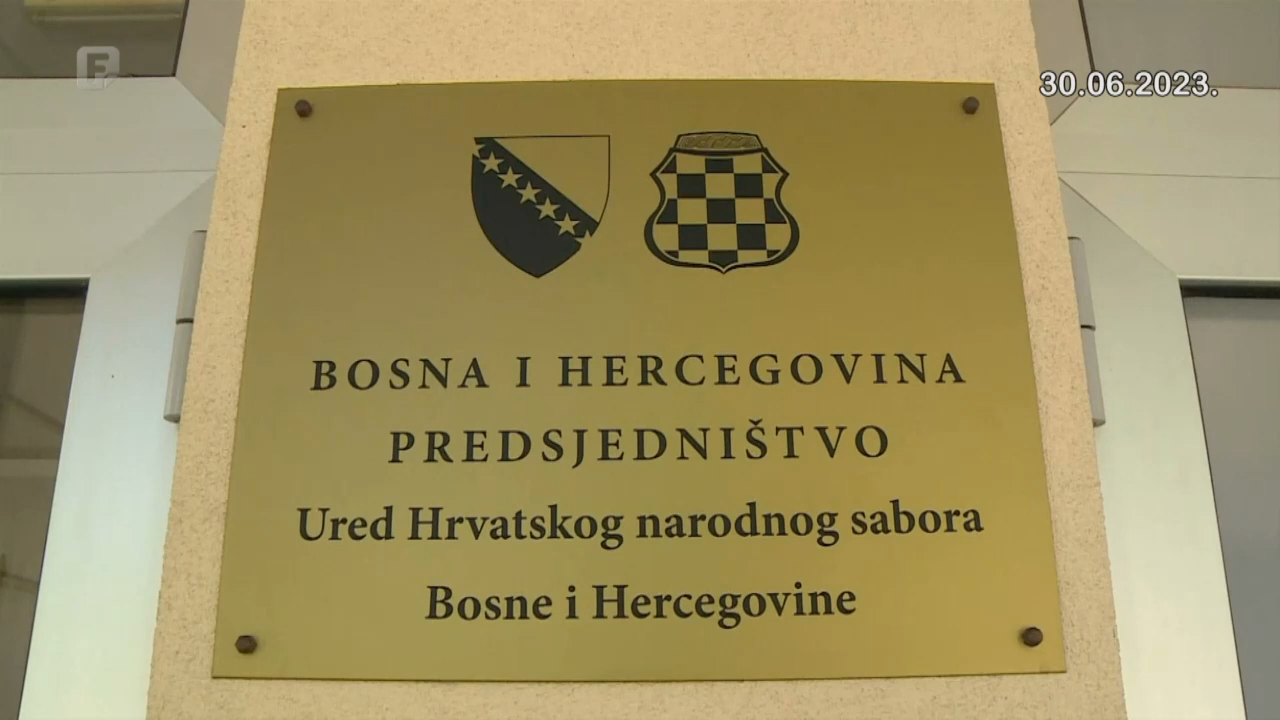 F
30.06.2023.
BOSNA I HERCEGOVINA
PREDSJEDNIŠTVO
Ured Hrvatskog narodnog sabora
Bosne i Hercegovine